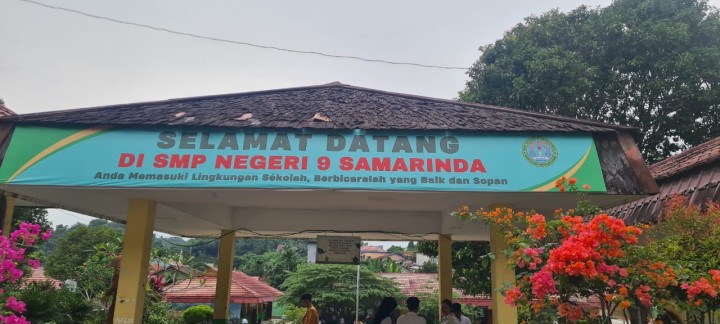 SELAMAT DATANG
DI SMP NEGERI 9 SAMARINDA
Anda Memasuki Lingkungan Sekolah, Berbicaralah yang Baik dan Sopan